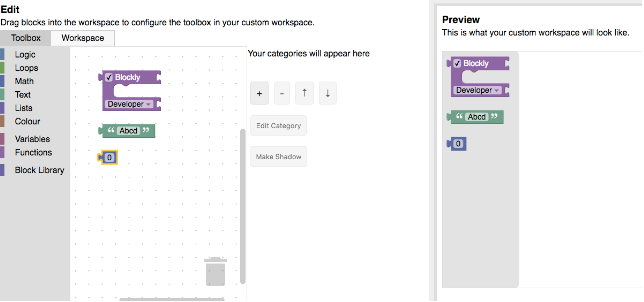 Edit
Drag blocks into the workspace to configure the toolbox in your custom workspace.
Toolbox Workspace
Logic
Loops
Math
Text
Lists
Colour
Variables
Functions
Block Library
Blockly
Developer
“ Abcd ”
0
Your categories will appear here
+ - ↑ ↓
Edit Category
Make Shadow
Preview
This is what your custom workspace will look like.
Blockly
Developer
“ Abcd ”
0